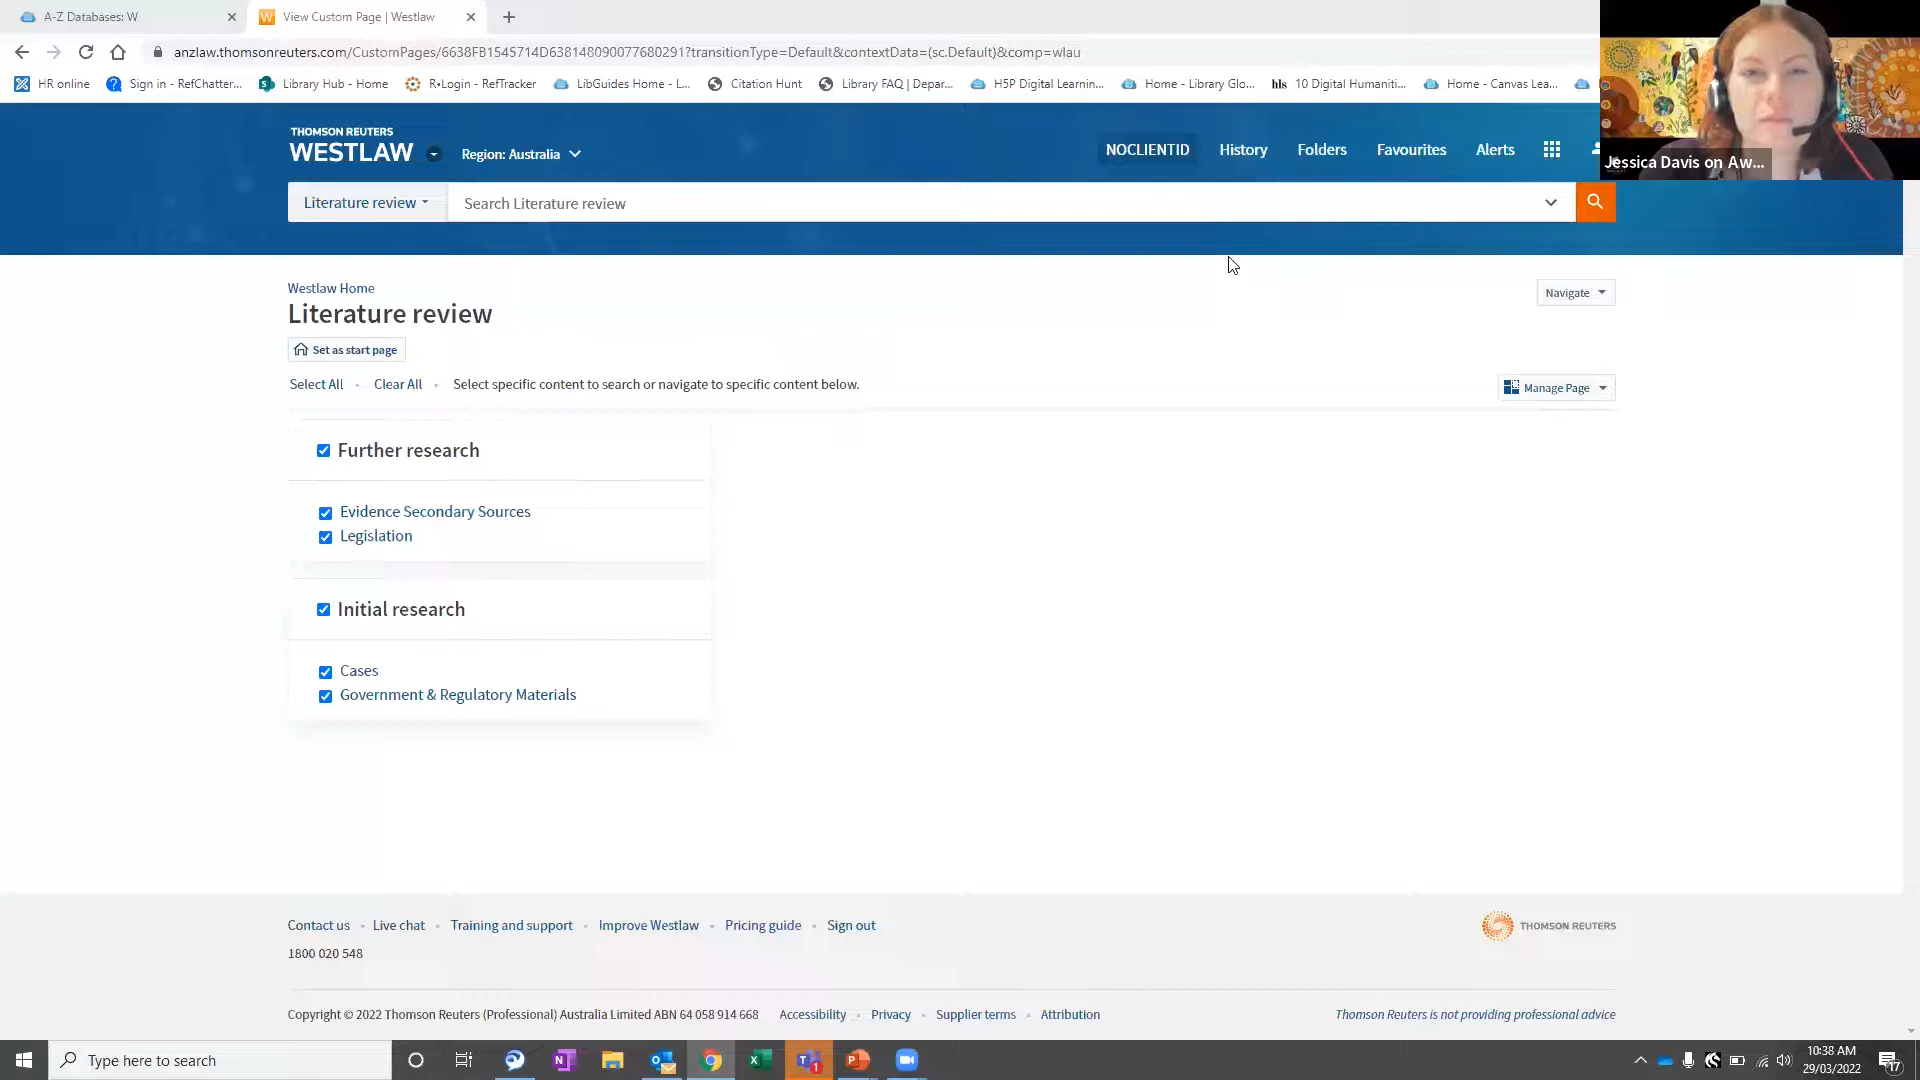 A-Z Databases: W
View Custom Page | Westlaw
anzlaw.thomsonreuters.com/CustomPages/6638FB1545714D638148090077680291?transitionType=Default&contextData=(sc.Default)&comp=wlau
HR online
Sign in - RefChatter...
Library Hub - Home
R•Login - RefTracker
LibGuides Home - L...
Citation Hunt
Library FAQ | Depar...
H5P Digital Learnin...
Home - Library Glo...
hls 10 Digital Humaniti...
Home - Canvas Lea...
THOMSON REUTERS
WESTLAW
Region: Australia
NOCLIENTID
History
Folders
Favourites
Alerts
Jessica Davis on Aw...
Literature review
Search Literature review
Westlaw Home
Navigate
Literature review
Set as start page
Select All • Clear All • Select specific content to search or navigate to specific content below.
Manage Page
Further research
Evidence Secondary Sources
Legislation
Initial research
Cases
Government & Regulatory Materials
Contact us • Live chat • Training and support • Improve Westlaw • Pricing guide • Sign out
THOMSON REUTERS
1800 020 548
Copyright © 2022 Thomson Reuters (Professional) Australia Limited ABN 64 058 914 668 Accessibility • Privacy • Supplier terms • Attribution
Thomson Reuters is not providing professional advice
Type here to search
10:38 AM
29/03/2022
17